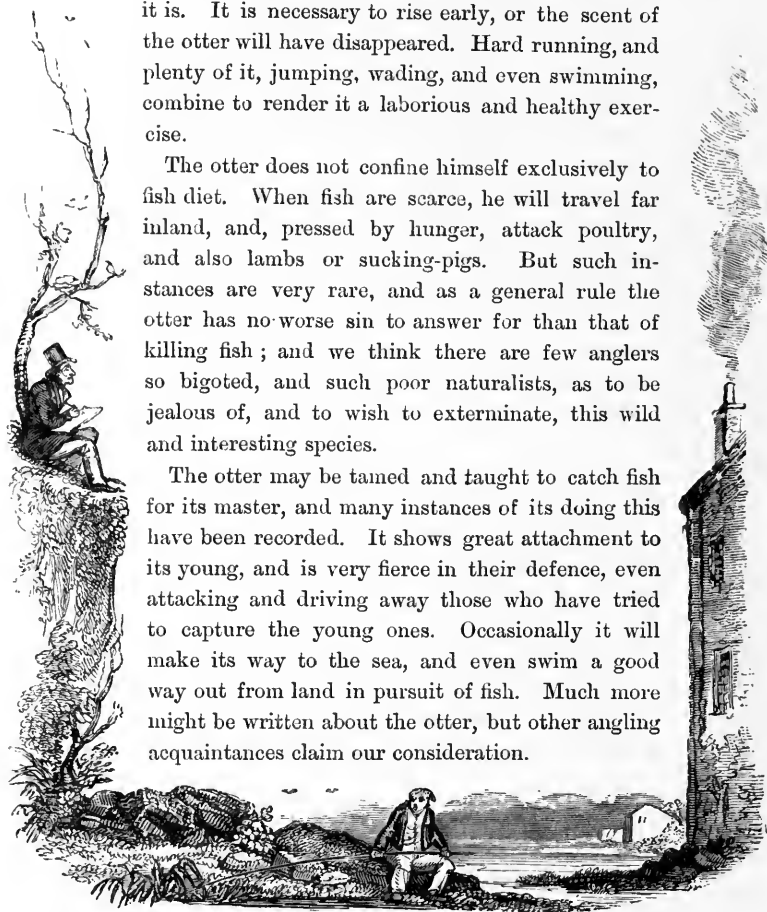 it is. It is necessary to rise early, or the scent of
the otter will have disappeared. Hard running, and
plenty of it, jumping, wading, and even swimming,
combine to render it a laborious and healthy exer-
cise.
The otter does not confine himself exclusively to
fish diet. When fish are scarce, he will travel far
inland, and, pressed by hunger, attack poultry,
and also lambs or sucking-pigs. But such in-
stances are very rare, and as a general rule the
otter has no worse sin to answer for than that of
killing fish ; and we think there are few anglers
so bigoted, and such poor naturalists, as to be
jealous of, and to wish to exterminate, this wild
and interesting species.
The otter may be tamed and taught to catch fish
for its master, and many instances of its doing this
have been recorded. It shows great attachment to
its young, and is very fierce in their defence, even
attacking and driving away those who have tried
to capture the young ones. Occasionally it will
make its way to the sea, and even swim a good
way out from land in pursuit of fish. Much more
might be written about the otter, but other angling
acquaintances claim our consideration.